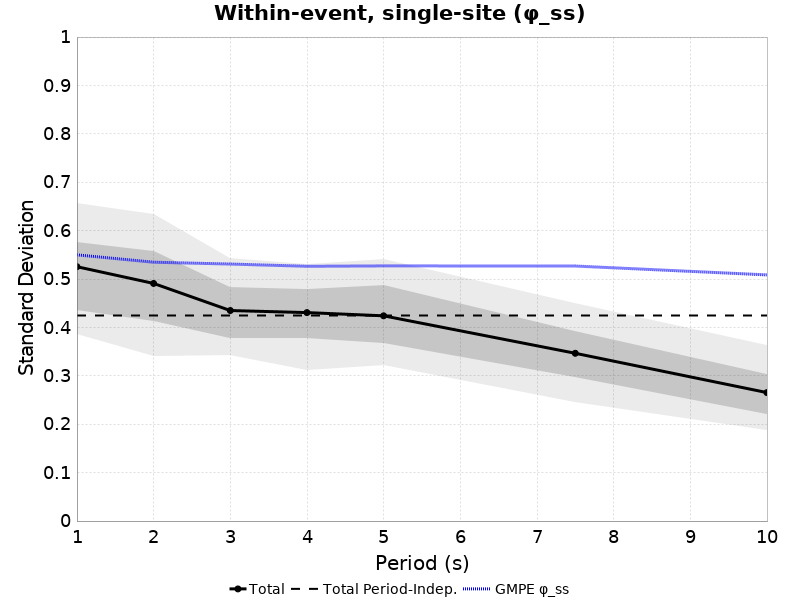 Within-event, single-site (φ_ss)
1
0.9
0.8
0.7
0.6
0.5
0.4
0.3
0.2
0.1
0
Standard Deviation
1 2 3 4 5 6 7 8 9 10
Period (s)
Total Total Period-Indep. GMPE φ_ss